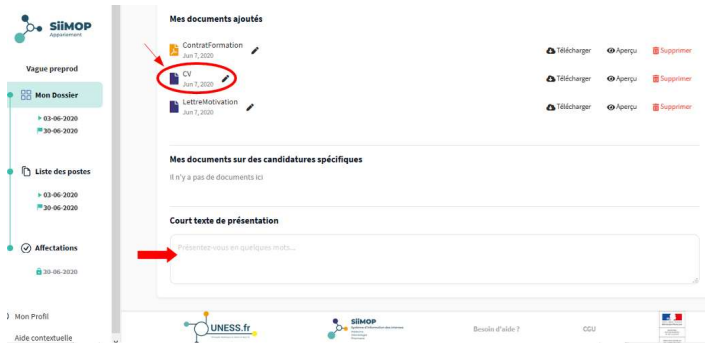 SiiMOP
Appariement
Vague preprod
Mon Dossier
03-06-2020
30-06-2020
Liste des postes
03-06-2020
30-06-2020
Affectations
30-06-2020
Mon Profil
Aide contextuelle
Mes documents ajoutés
ContratFormation
Jun 7, 2020
Télécharger Aperçu Supprimer
CV
Jun 7, 2020
Télécharger Aperçu Supprimer
LettreMotivation
Jun 7, 2020
Télécharger Aperçu Supprimer
Mes documents sur des candidatures spécifiques
Il n'y a pas de documents ici
Court texte de présentation
Présentez-vous en quelques mots...
UNESS.fr
SiiMOP
Besoin d'aide ?
CGU